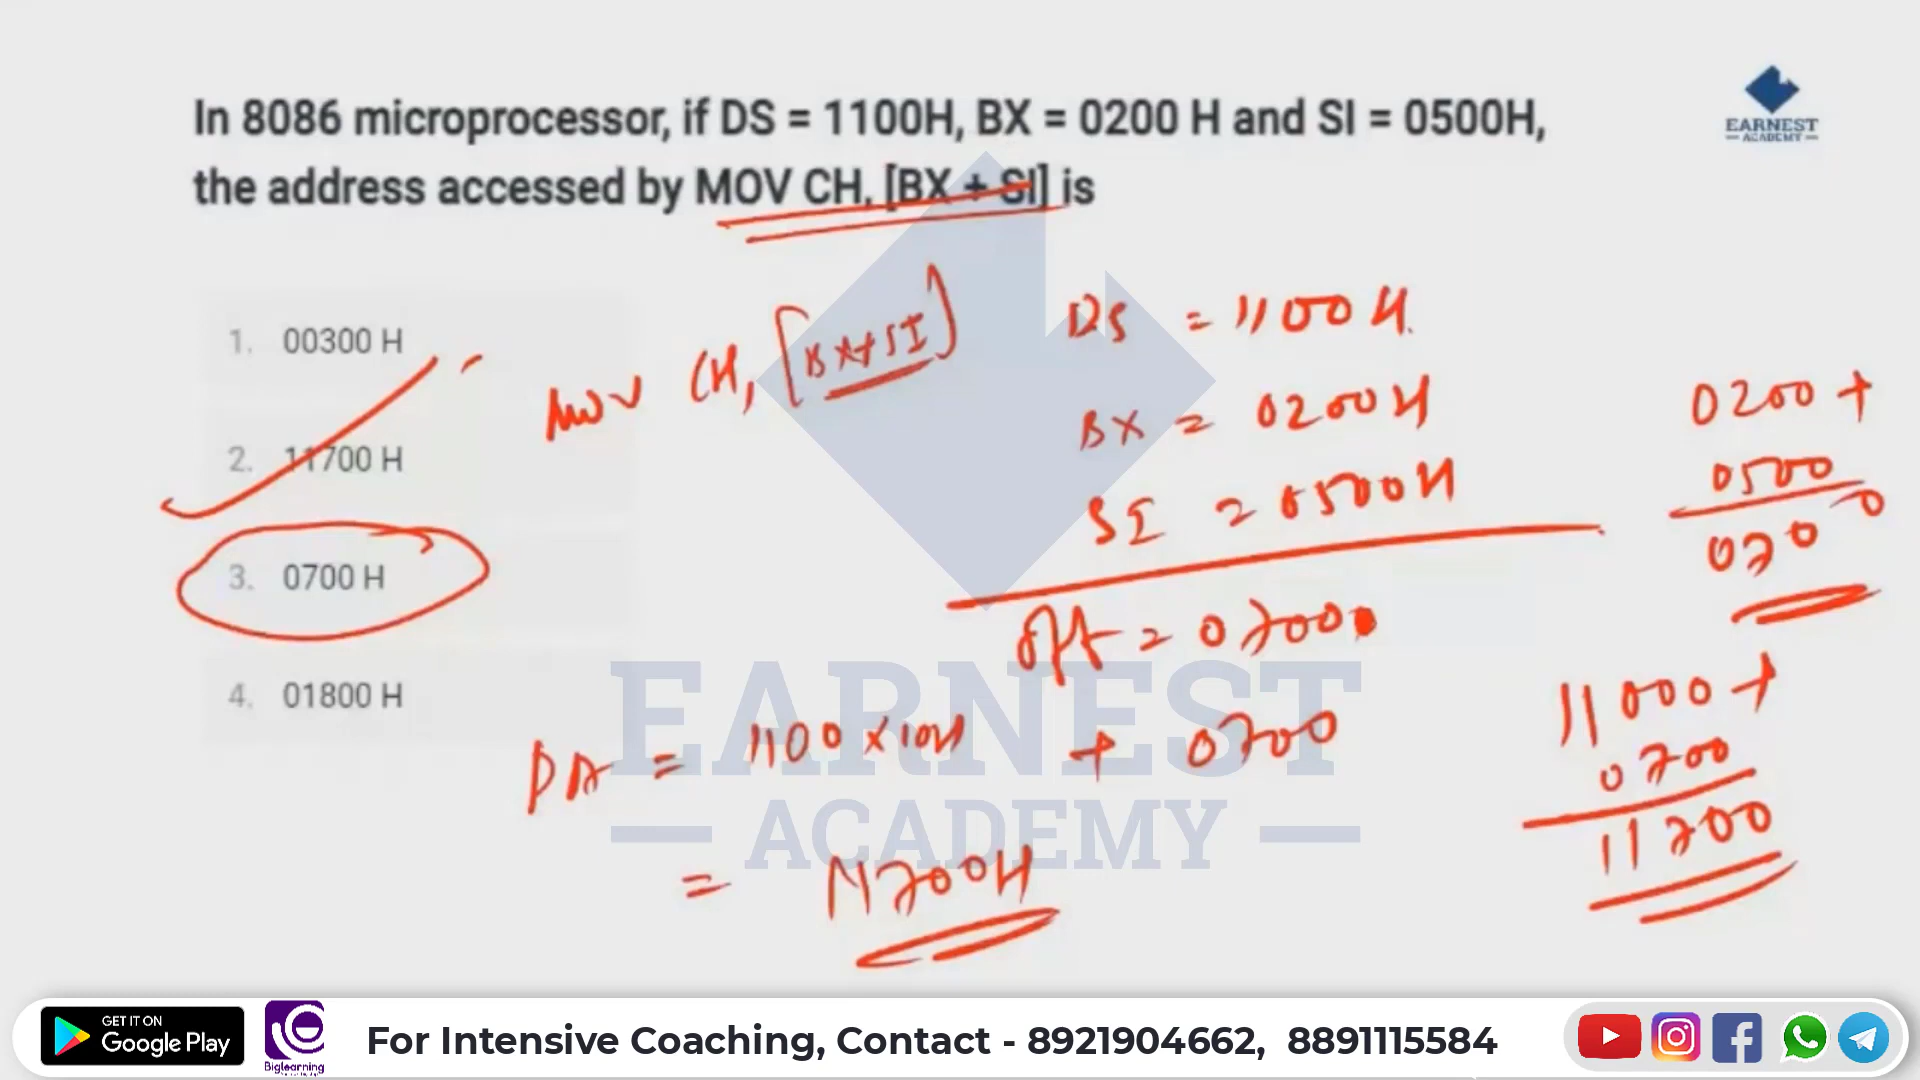 EARNEST
ACADEMY
In 8086 microprocessor, if DS = 1100H, BX = 0200 H and SI = 0500H,
the address accessed by MOV CH, [BX + SI] is
1. 00300 H
2. 11700 H
3. 0700 H
4. 01800 H
MOV CH, [BX+SI]
DS = 1100H.
BX = 0200H
SI = 0500H
0200 +
0500
0700
off = 0700
PA = 1100 x 10H + 0700
= 11700H
11000 +
0700
11700
EARNEST
ACADEMY
GET IT ON
Google Play
Biglearning
For Intensive Coaching, Contact - 8921904662, 8891115584